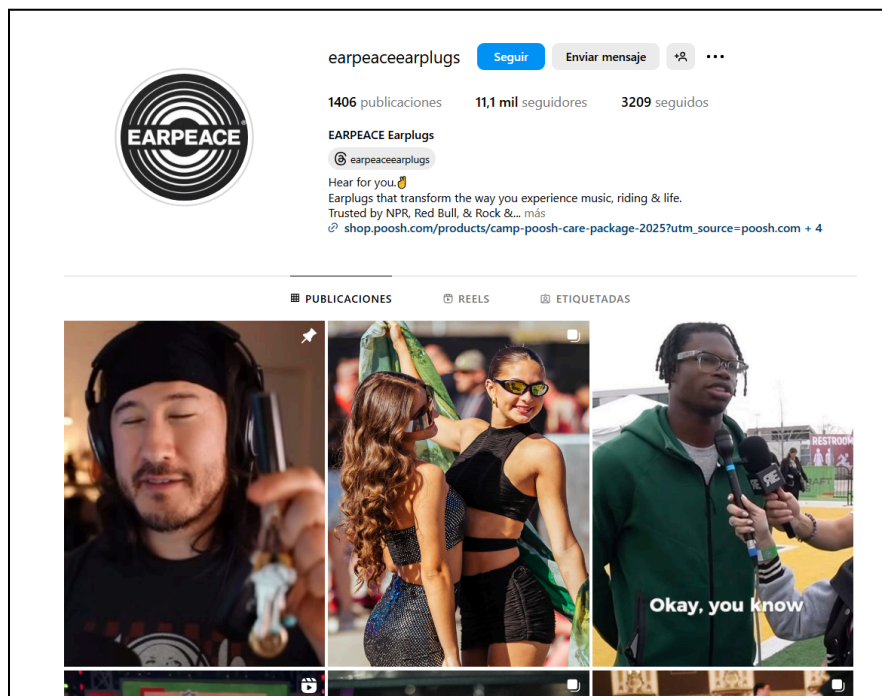 earpeaceearplugs Seguir Enviar mensaje
EARPEACE
1406 publicaciones 11,1 mil seguidores 3209 seguidos
EARPEACE Earplugs
earpeaceearplugs
Hear for you.✌
Earplugs that transform the way you experience music, riding & life.
Trusted by NPR, Red Bull, & Rock &... más
shop.poosh.com/products/camp-poosh-care-package-2025?utm_source=poosh.com + 4
PUBLICACIONES REELS ETIQUETADAS
RESTROOM
Okay, you know